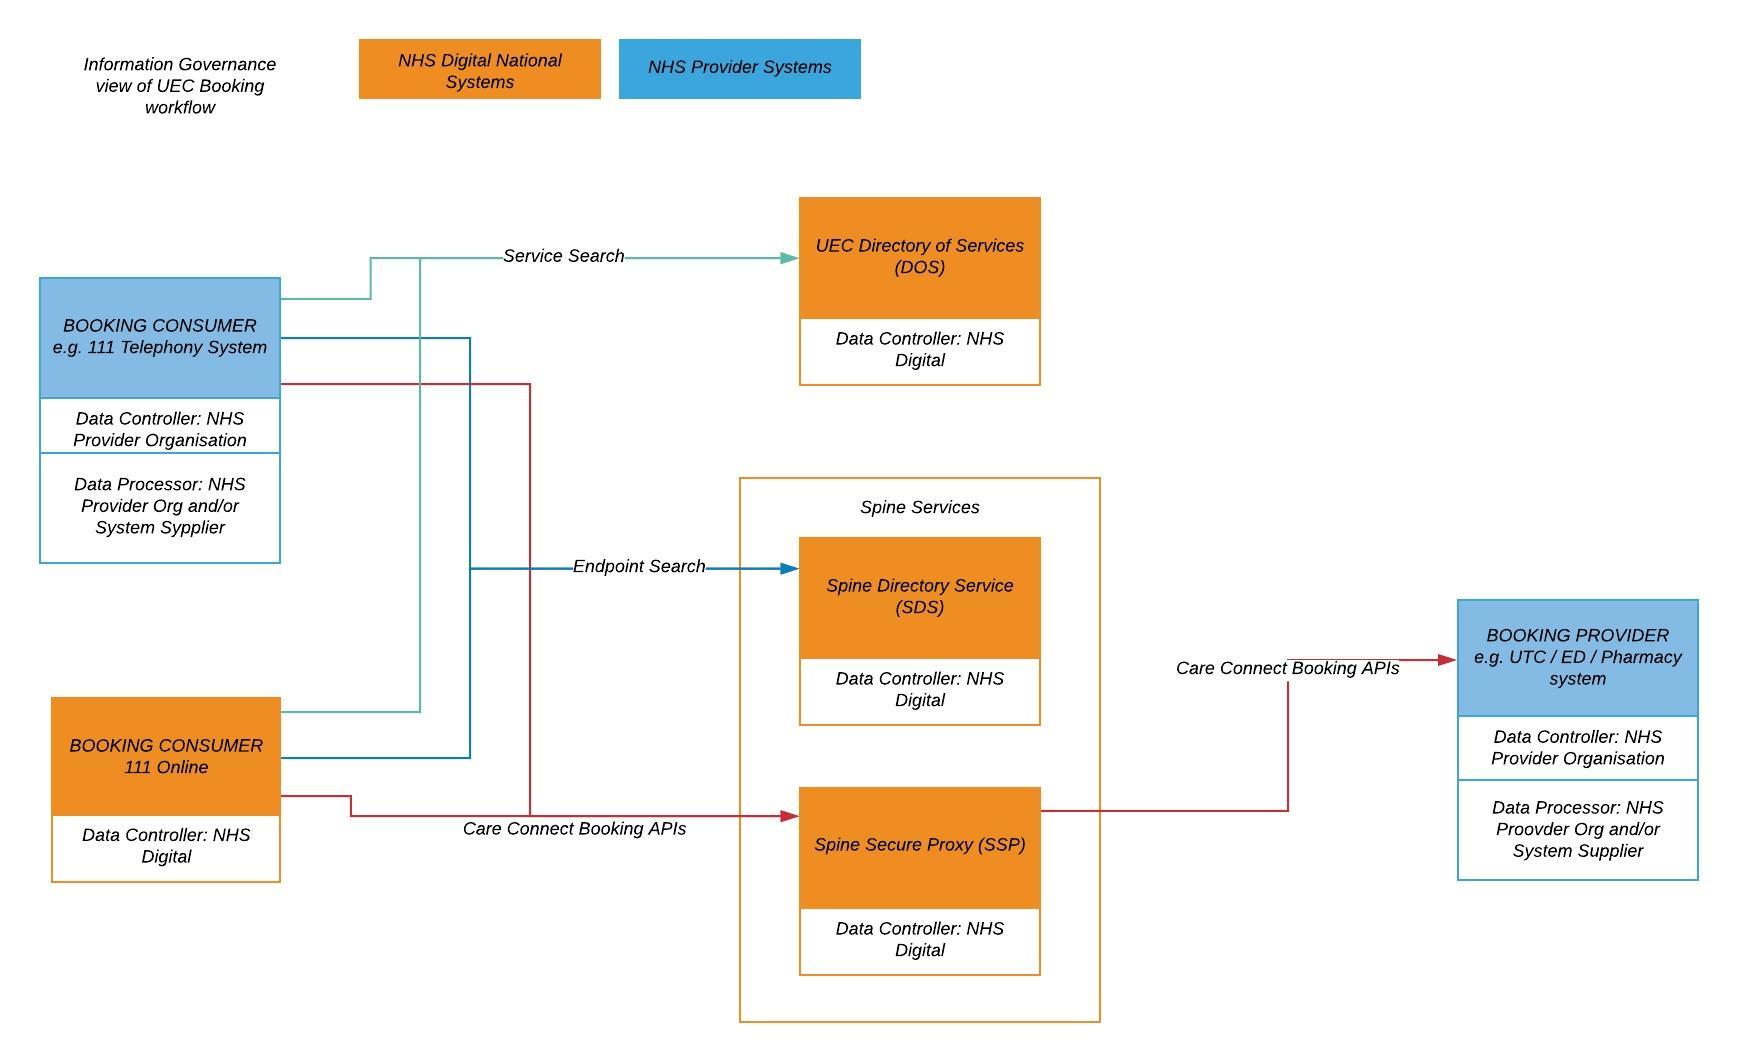 Information Governance
view of UEC Booking
workflow
NHS Digital National
Systems
NHS Provider Systems
UEC Directory of Services
(DOS)
Data Controller: NHS
Digital
Service Search
BOOKING CONSUMER
e.g. 111 Telephony System
Data Controller: NHS
Provider Organisation
Data Processor: NHS
Provider Org and/or
System Sypplier
Spine Services
Endpoint Search
Spine Directory Service
(SDS)
Data Controller: NHS
Digital
BOOKING PROVIDER
e.g. UTC / ED / Pharmacy
system
Care Connect Booking APIs
Data Controller: NHS
Provider Organisation
Data Processor: NHS
Proovder Org and/or
System Supplier
BOOKING CONSUMER
111 Online
Data Controller: NHS
Digital
Care Connect Booking APIs
Spine Secure Proxy (SSP)
Data Controller: NHS
Digital